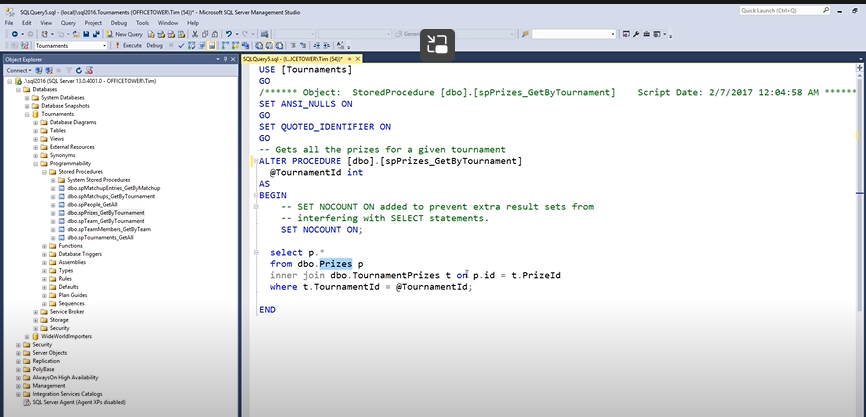 SQLQuery5.sql - (local)\sql2016.Tournaments (OFFICETOWER\Tim (54))* - Microsoft SQL Server Management Studio
Quick Launch (Ctrl+Q)
File Edit View Query Project Debug Tools Window Help
New Query
Tournaments
Execute Debug
Object Explorer
SQLQuery5.sql - (l...ICETOWER\Tim (54))*
Connect
.\sql2016 (SQL Server 13.0.4001.0 - OFFICETOWER\Tim)
Databases
System Databases
Database Snapshots
Tournaments
Database Diagrams
Tables
Views
External Resources
Synonyms
Programmability
Stored Procedures
System Stored Procedures
dbo.spMatchupEntries_GetByMatchup
dbo.spMatchups_GetByTournament
dbo.spPeople_GetAll
dbo.spPrizes_GetByTournament
dbo.spTeam_GetByTournament
dbo.spTeamMembers_GetByTeam
dbo.spTournaments_GetAll
Functions
Database Triggers
Assemblies
Types
Rules
Defaults
Plan Guides
Sequences
Service Broker
Storage
Security
WideWorldImporters
Security
Server Objects
Replication
PolyBase
AlwaysOn High Availability
Management
Integration Services Catalogs
SQL Server Agent (Agent XPs disabled)
USE [Tournaments]
GO
/****** Object:  StoredProcedure [dbo].[spPrizes_GetByTournament]    Script Date: 2/7/2017 12:04:58 AM ******
SET ANSI_NULLS ON
GO
SET QUOTED_IDENTIFIER ON
GO
-- Gets all the prizes for a given tournament
ALTER PROCEDURE [dbo].[spPrizes_GetByTournament]
@TournamentId int
AS
BEGIN
-- SET NOCOUNT ON added to prevent extra result sets from
-- interfering with SELECT statements.
SET NOCOUNT ON;
select p.*
from dbo.Prizes p
inner join dbo.TournamentPrizes t on p.id = t.PrizeId
where t.TournamentId = @TournamentId;
END